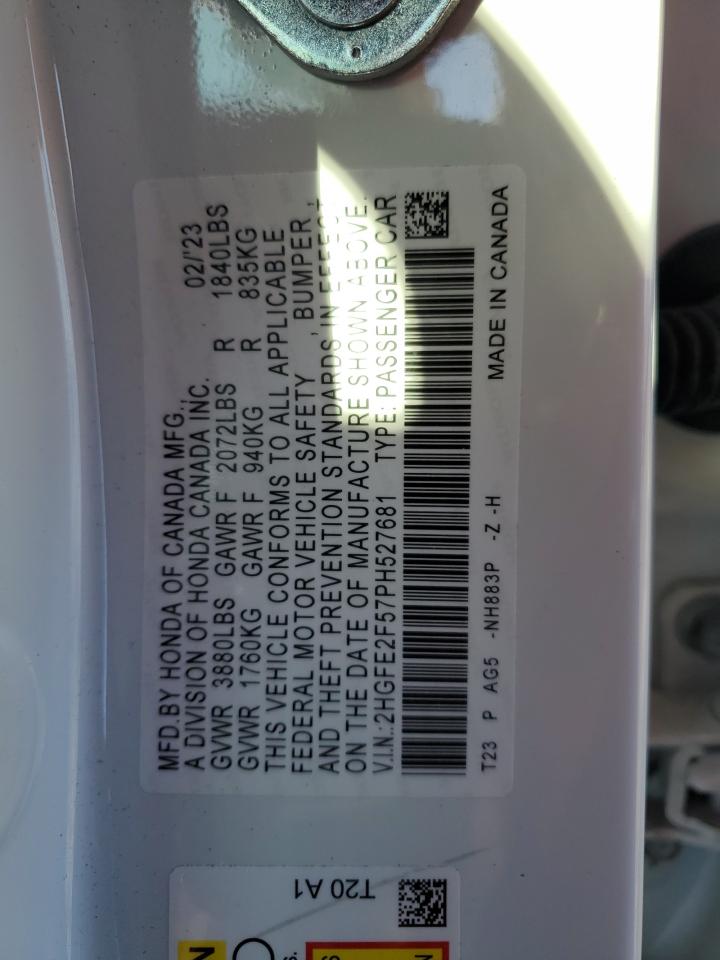 MFD.BY HONDA OF CANADA MFG.,
A DIVISION OF HONDA CANADA INC. 02/'23
GVWR 3880LBS GAWR F 2072LBS R 1840LBS
GVWR 1760KG GAWR F 940KG R 835KG
THIS VEHICLE CONFORMS TO ALL APPLICABLE
FEDERAL MOTOR VEHICLE SAFETY , BUMPER ,
AND THEFT PREVENTION STANDARDS IN EFFECT
ON THE DATE OF MANUFACTURE SHOWN ABOVE.
V.I.N.:2HGFE2F57PH527681 TYPE: PASSENGER CAR
T23 P AG5 -NH883P -Z -H MADE IN CANADA
T20 A1